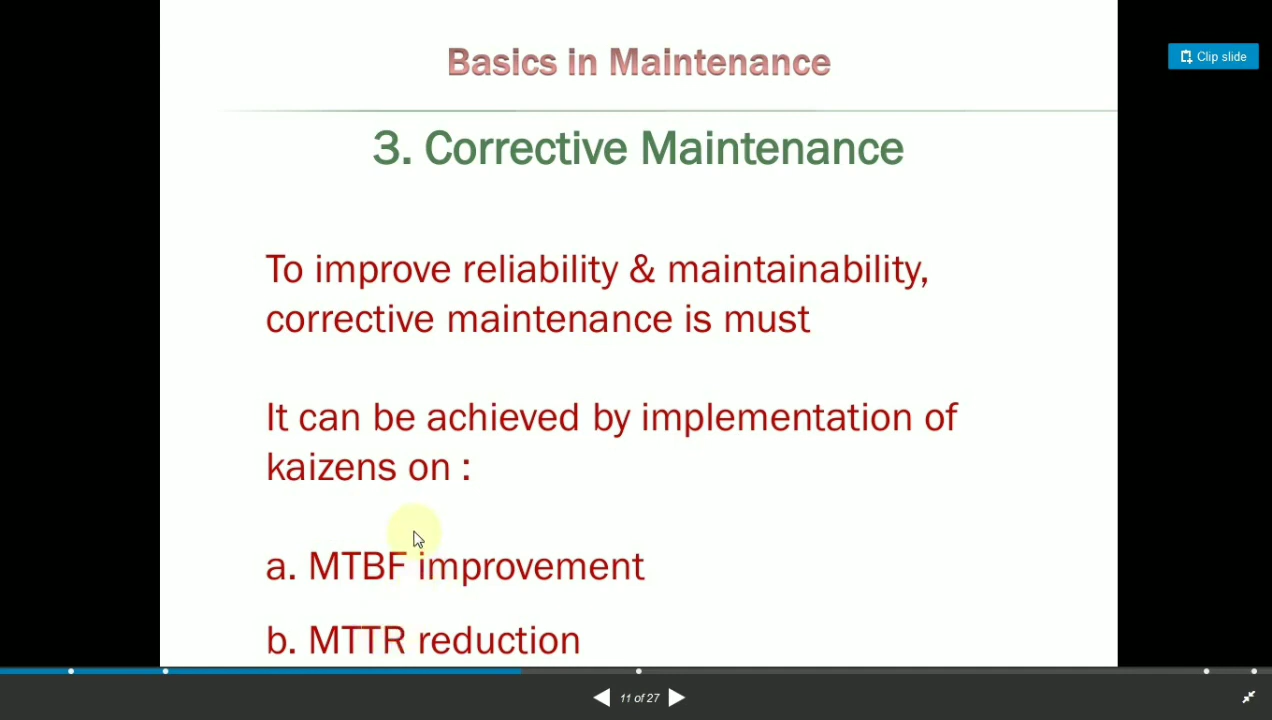 Basics in Maintenance
Clip slide
3. Corrective Maintenance
To improve reliability & maintainability,
corrective maintenance is must
It can be achieved by implementation of
kaizens on :
a. MTBF improvement
b. MTTR reduction
11 of 27